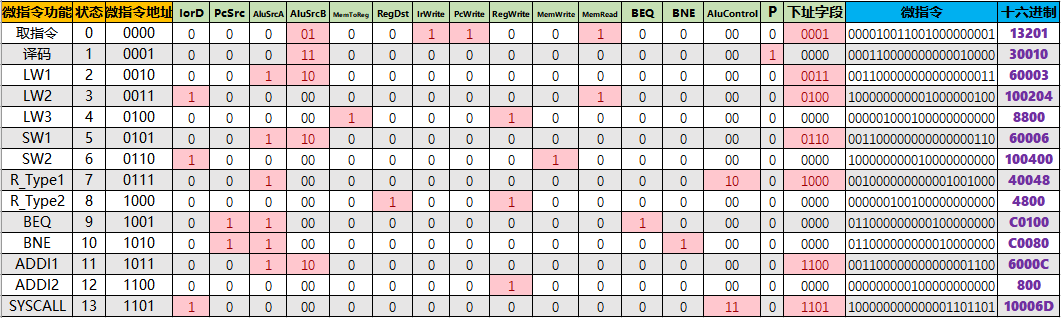 微指令功能 状态 微指令地址 IorD PcSrc AluSrcA AluSrcB MemToReg RegDst IrWrite PcWrite RegWrite MemWrite MemRead BEQ BNE AluControl P 下址字段 微指令 十六进制
取指令 0 0000 0 0 0 01 0 0 1 1 0 0 1 0 0 00 0 0001 000010011001000000001 13201
译码 1 0001 0 0 0 11 0 0 0 0 0 0 0 0 0 00 1 0000 000110000000000010000 30010
LW1 2 0010 0 0 1 10 0 0 0 0 0 0 0 0 0 00 0 0011 001100000000000000011 60003
LW2 3 0011 1 0 0 00 0 0 0 0 0 0 1 0 0 00 0 0100 100000000001000000100 100204
LW3 4 0100 0 0 0 00 1 0 0 0 1 0 0 0 0 00 0 0000 000001000100000000000 8800
SW1 5 0101 0 0 1 10 0 0 0 0 0 0 0 0 0 00 0 0110 001100000000000000110 60006
SW2 6 0110 1 0 0 00 0 0 0 0 0 1 0 0 0 00 0 0000 100000000010000000000 100400
R_Type1 7 0111 0 0 1 00 0 0 0 0 0 0 0 0 0 10 0 1000 001000000000001001000 40048
R_Type2 8 1000 0 0 0 00 0 1 0 0 1 0 0 0 0 00 0 0000 000000100100000000000 4800
BEQ 9 1001 0 1 1 00 0 0 0 0 0 0 0 1 0 00 0 0000 011000000000100000000 C0100
BNE 10 1010 0 1 1 00 0 0 0 0 0 0 0 0 1 00 0 0000 011000000000010000000 C0080
ADDI1 11 1011 0 0 1 10 0 0 0 0 0 0 0 0 0 00 0 1100 001100000000000001100 6000C
ADDI2 12 1100 0 0 0 00 0 0 0 0 1 0 0 0 0 00 0 0000 000000000100000000000 800
SYSCALL 13 1101 1 0 0 00 0 0 0 0 0 0 0 0 0 11 0 1101 100000000000001101101 10006D